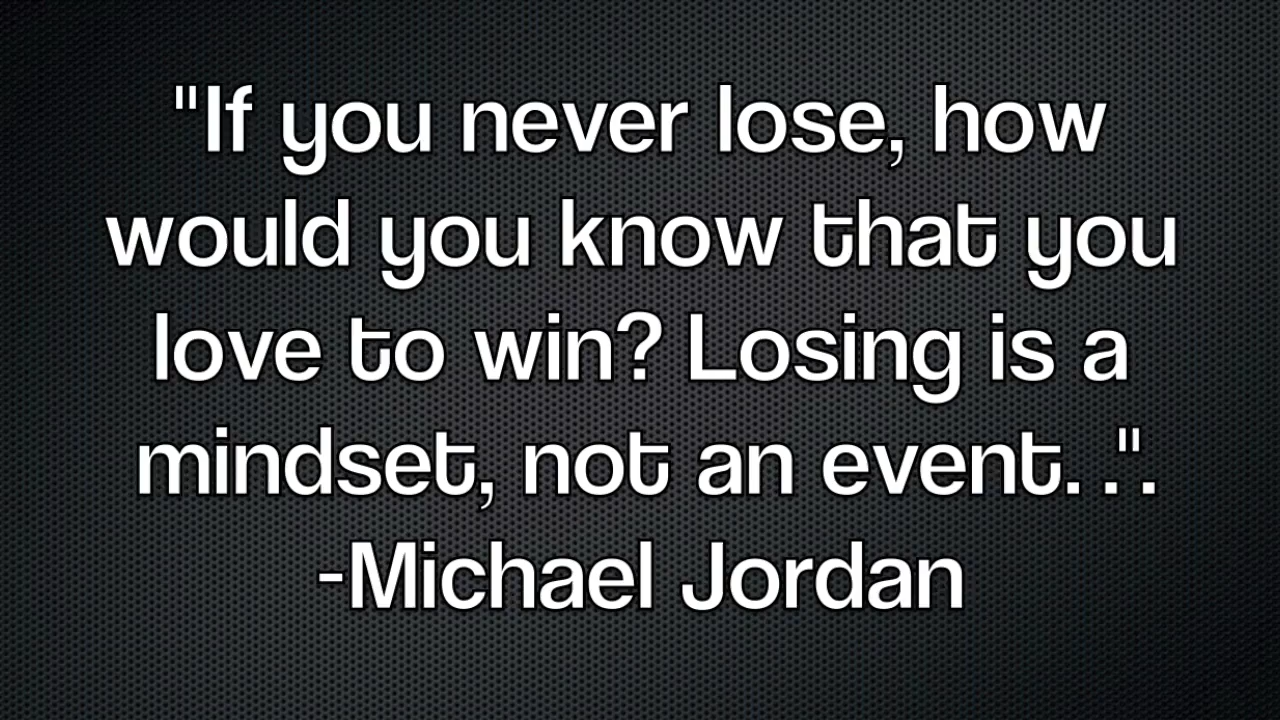 "If you never lose, how
would you know that you
love to win? Losing is a
mindset, not an event. .".
-Michael Jordan